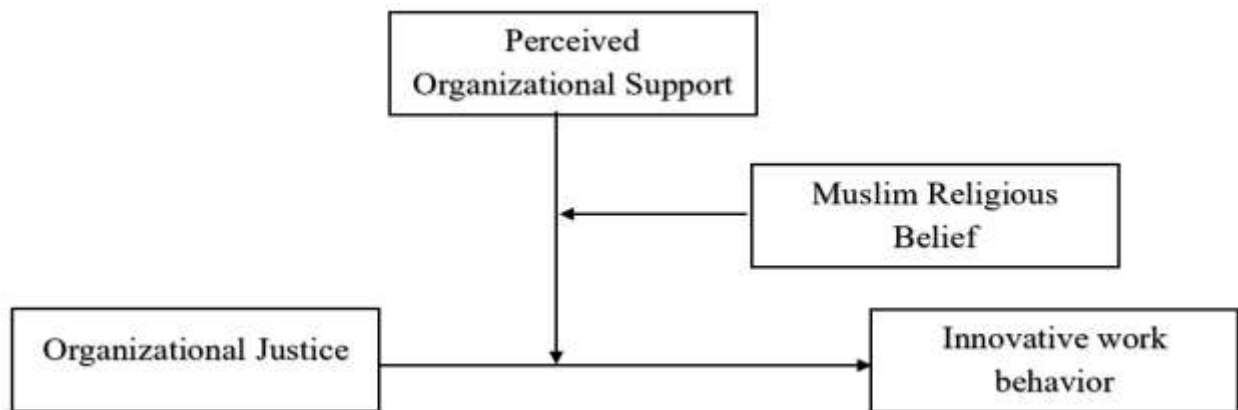 Perceived
Organizational Support
Muslim Religious
Belief
Organizational Justice
Innovative work
behavior